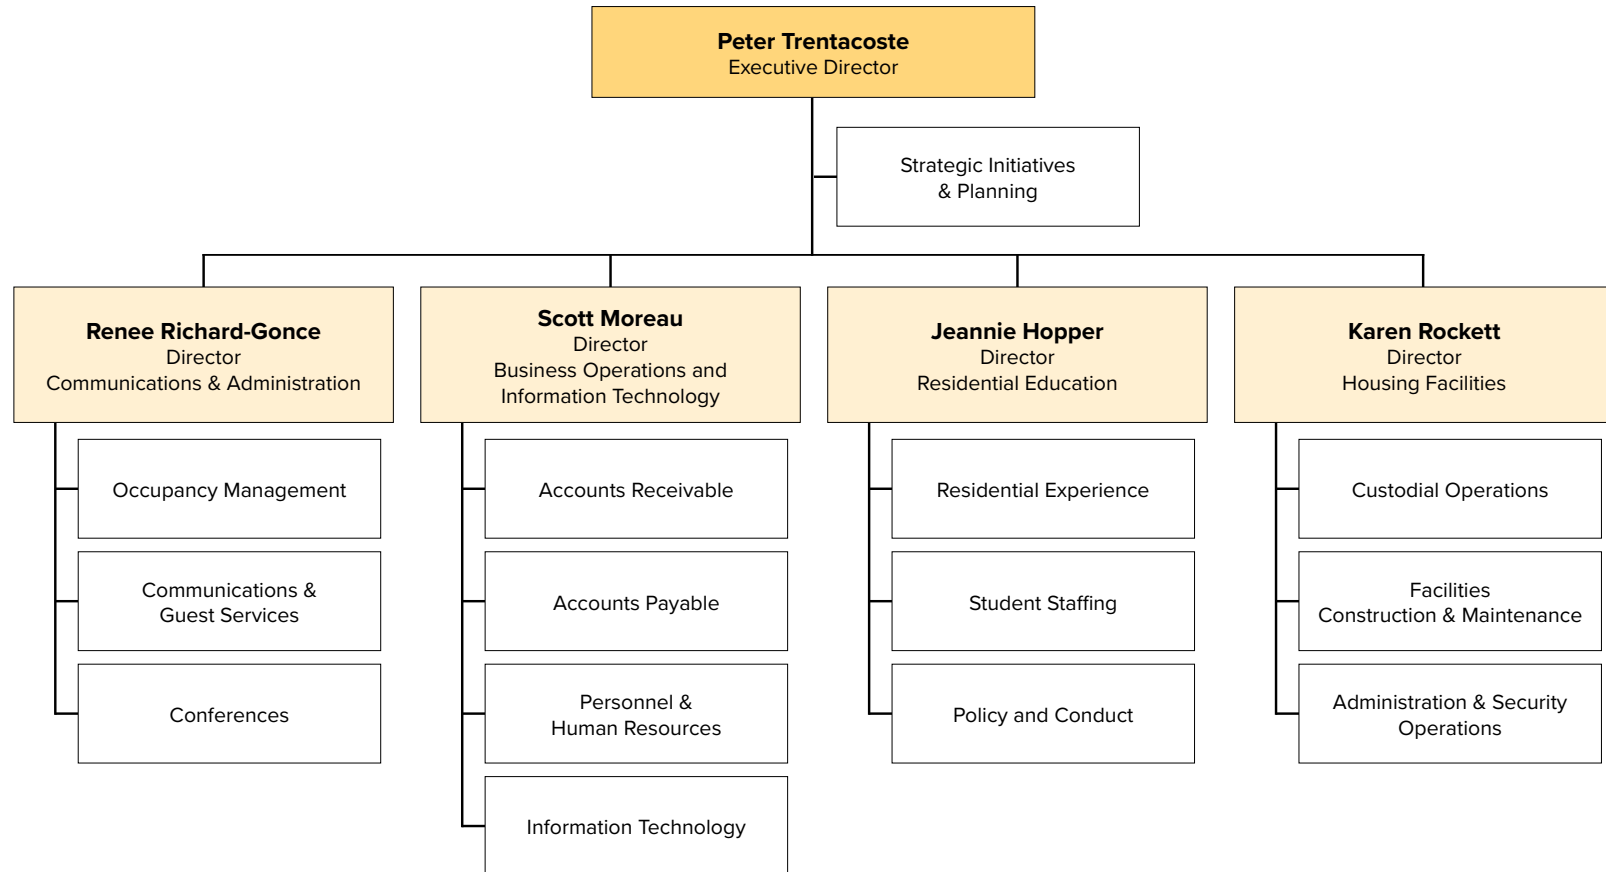 Peter Trentacoste
Executive Director
Strategic Initiatives
& Planning
Renee Richard-Gonce
Director
Communications & Administration
Scott Moreau
Director
Business Operations and
Information Technology
Jeannie Hopper
Director
Residential Education
Karen Rockett
Director
Housing Facilities
Occupancy Management
Communications &
Guest Services
Conferences
Accounts Receivable
Accounts Payable
Personnel &
Human Resources
Information Technology
Residential Experience
Student Staffing
Policy and Conduct
Custodial Operations
Facilities
Construction & Maintenance
Administration & Security
Operations